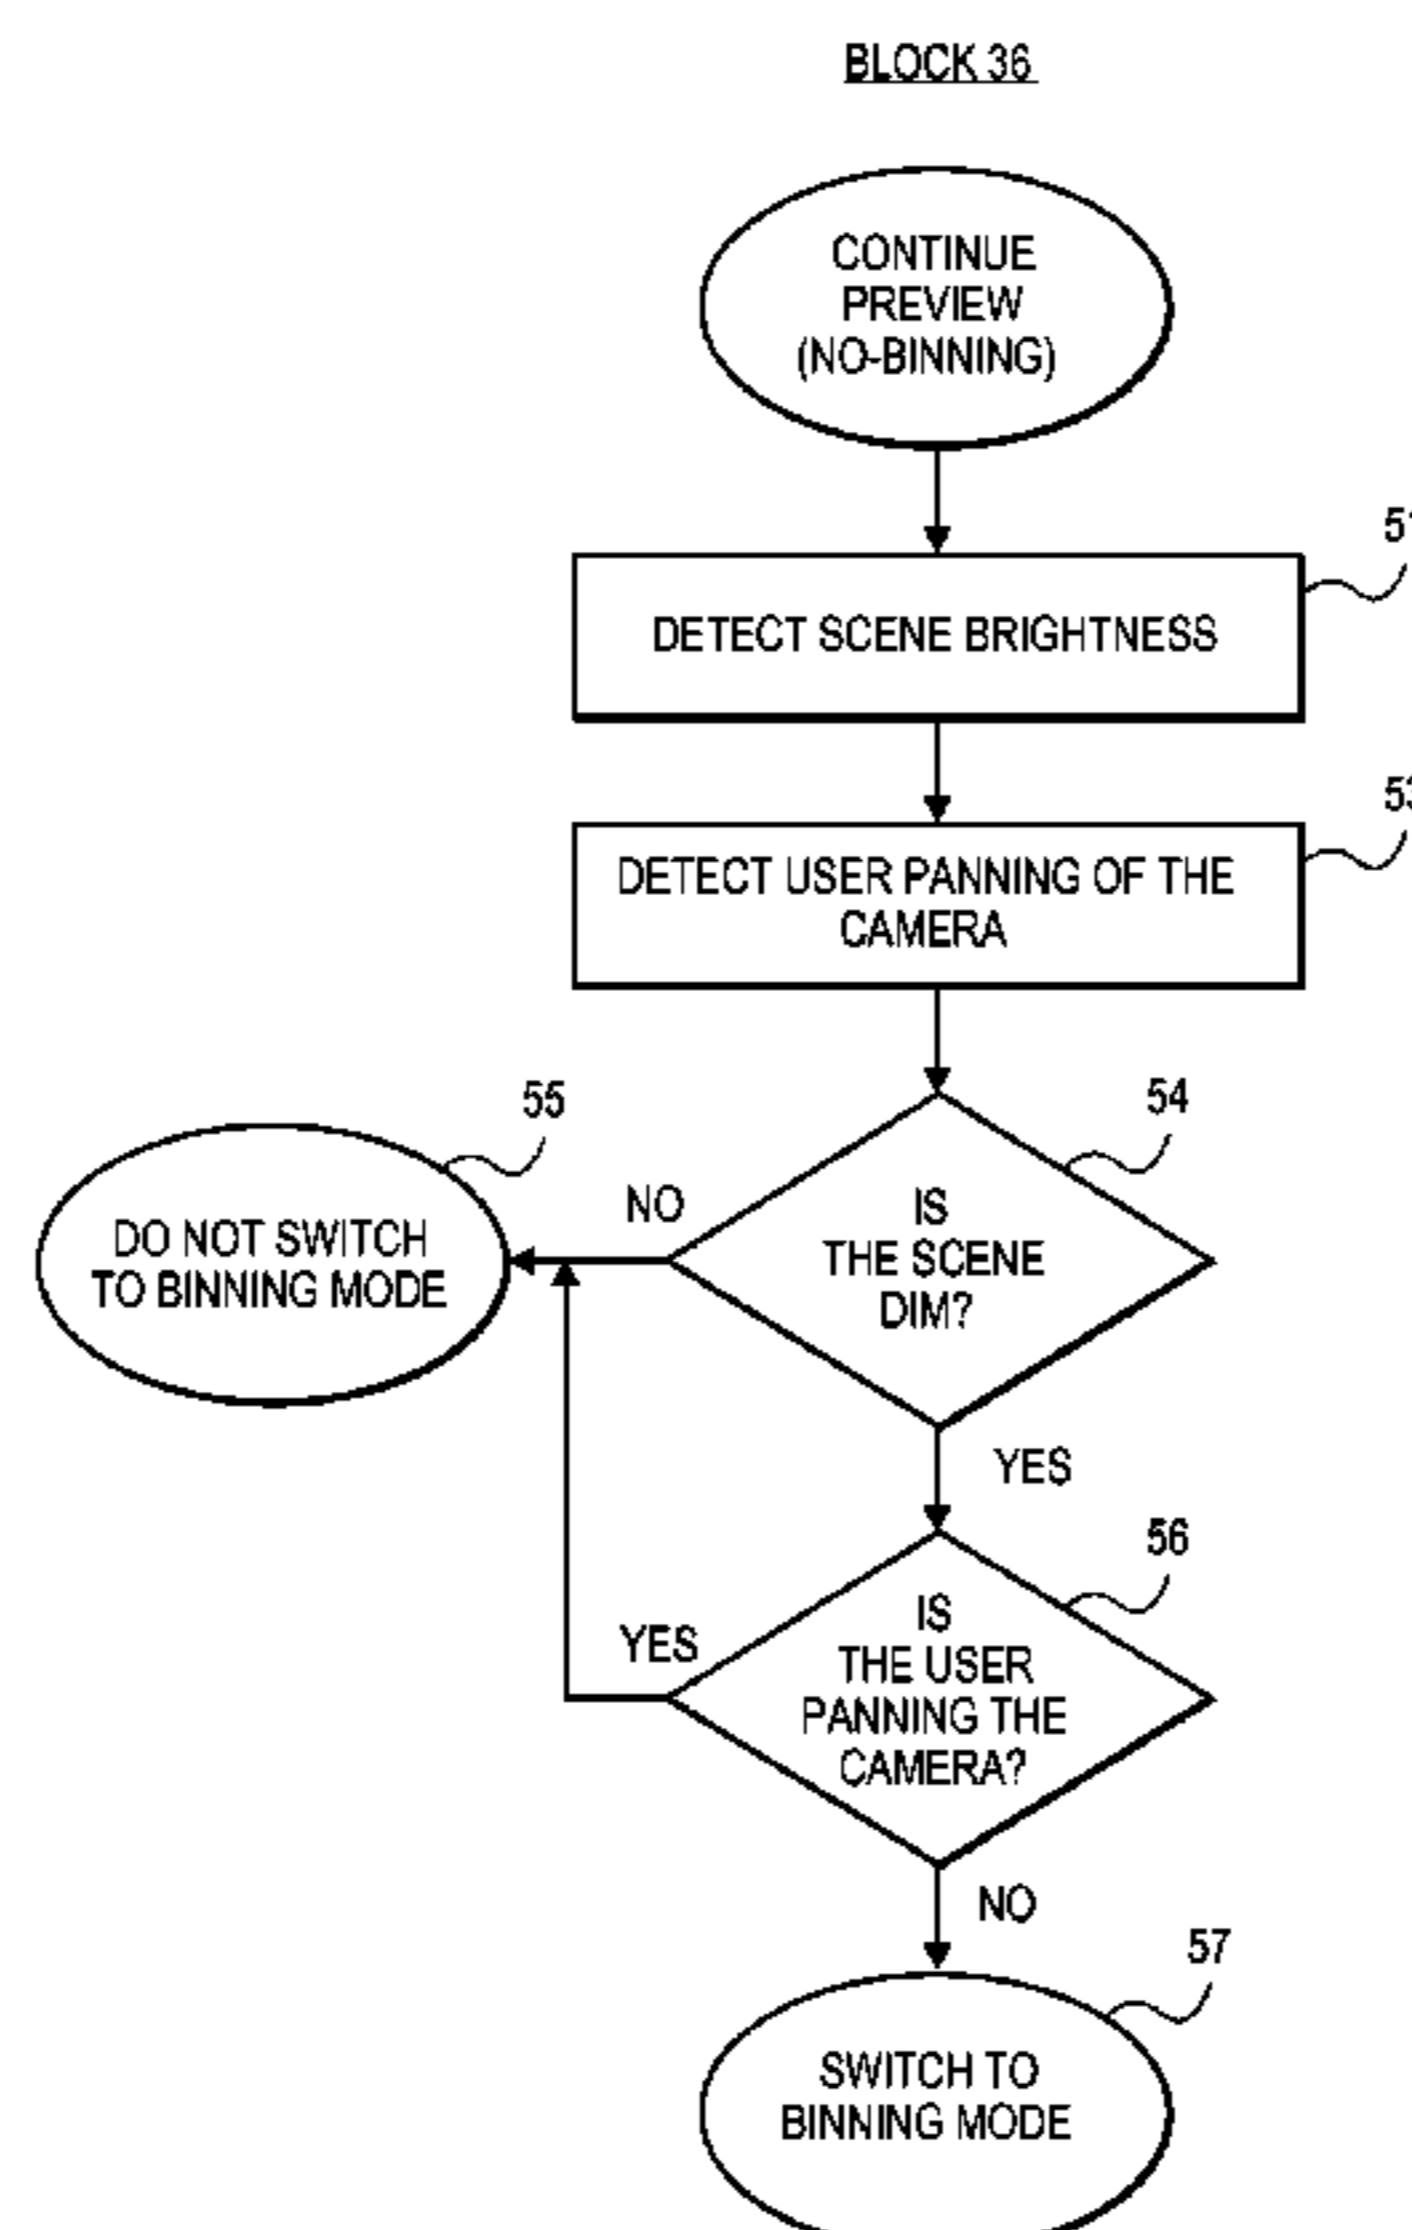 BLOCK 36
CONTINUE
PREVIEW
(NO-BINNING)
DETECT SCENE BRIGHTNESS
53
DETECT USER PANNING OF THE
CAMERA
55
54
DO NOT SWITCH
TO BINNING MODE
NO
IS
THE SCENE
DIM?
YES
56
YES
IS
THE USER
PANNING THE
CAMERA?
NO
57
SWITCH TO
BINNING MODE